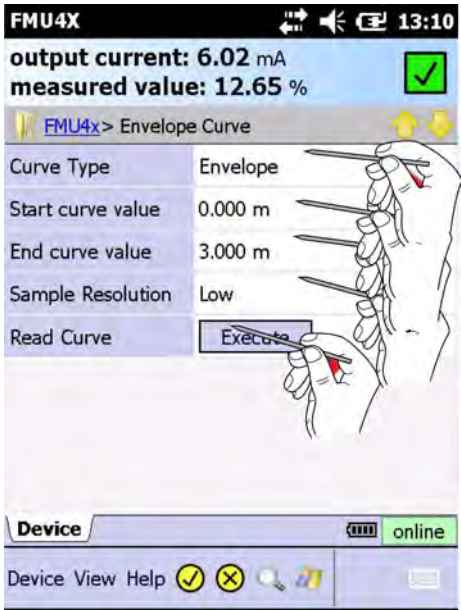 FMU4X 13:10
output current: 6.02 mA
measured value: 12.65 %
FMU4x> Envelope Curve
Curve Type Envelope
Start curve value 0.000 m
End curve value 3.000 m
Sample Resolution Low
Read Curve Execute
Device online
Device View Help